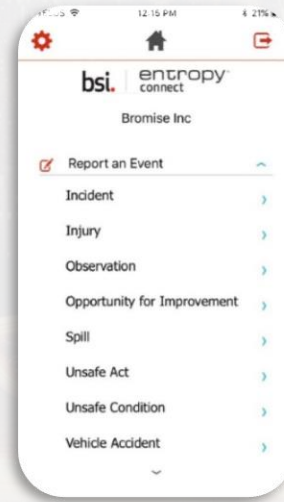 12:15 PM
21%
bsi. entropy
connect
Bromise Inc
Report an Event
Incident
Injury
Observation
Opportunity for Improvement
Spill
Unsafe Act
Unsafe Condition
Vehicle Accident